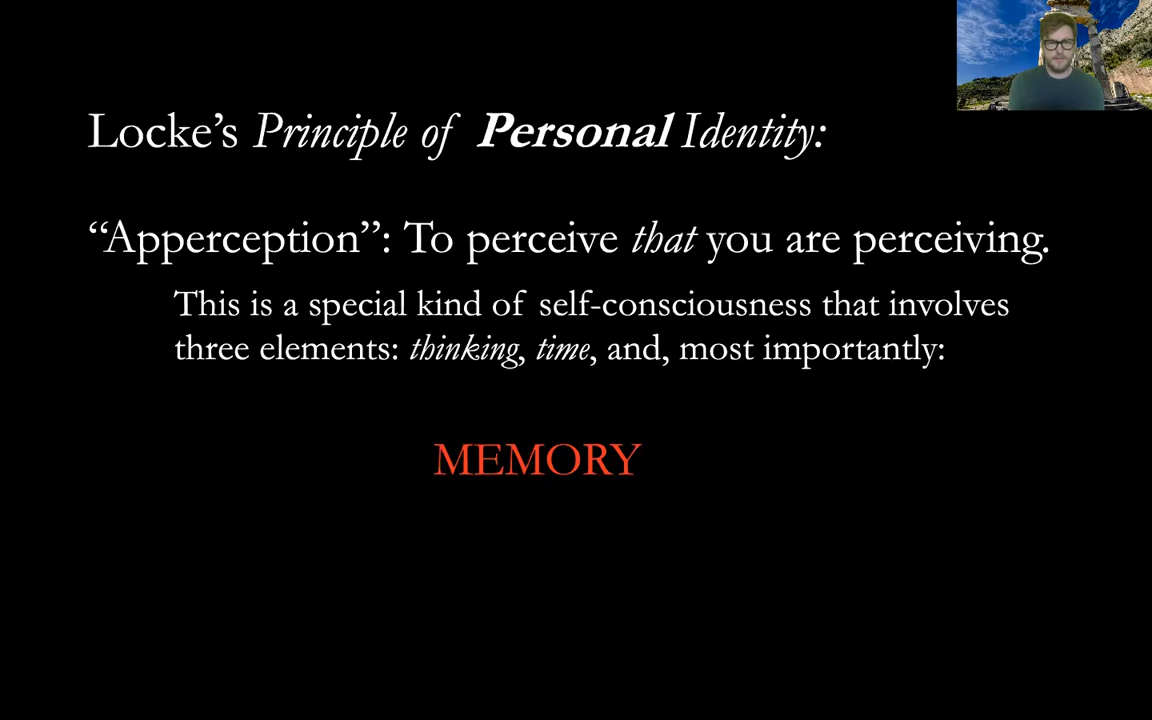 Locke’s Principle of Personal Identity:
“Apperception”: To perceive that you are perceiving.
This is a special kind of self-consciousness that involves
three elements: thinking, time, and, most importantly:
MEMORY